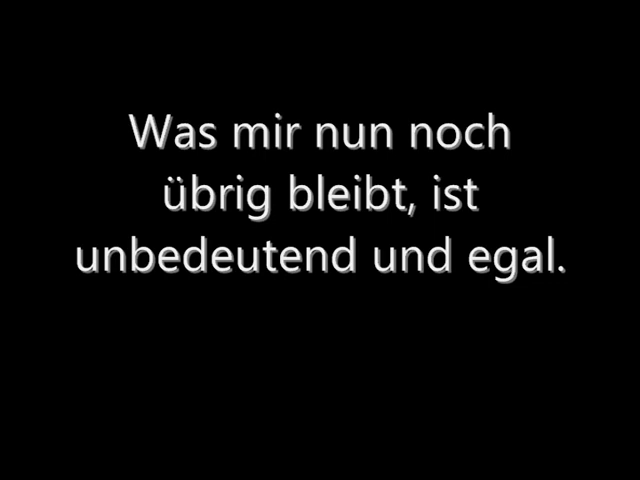 Was mir nun noch
übrig bleibt, ist
unbedeutend und egal.